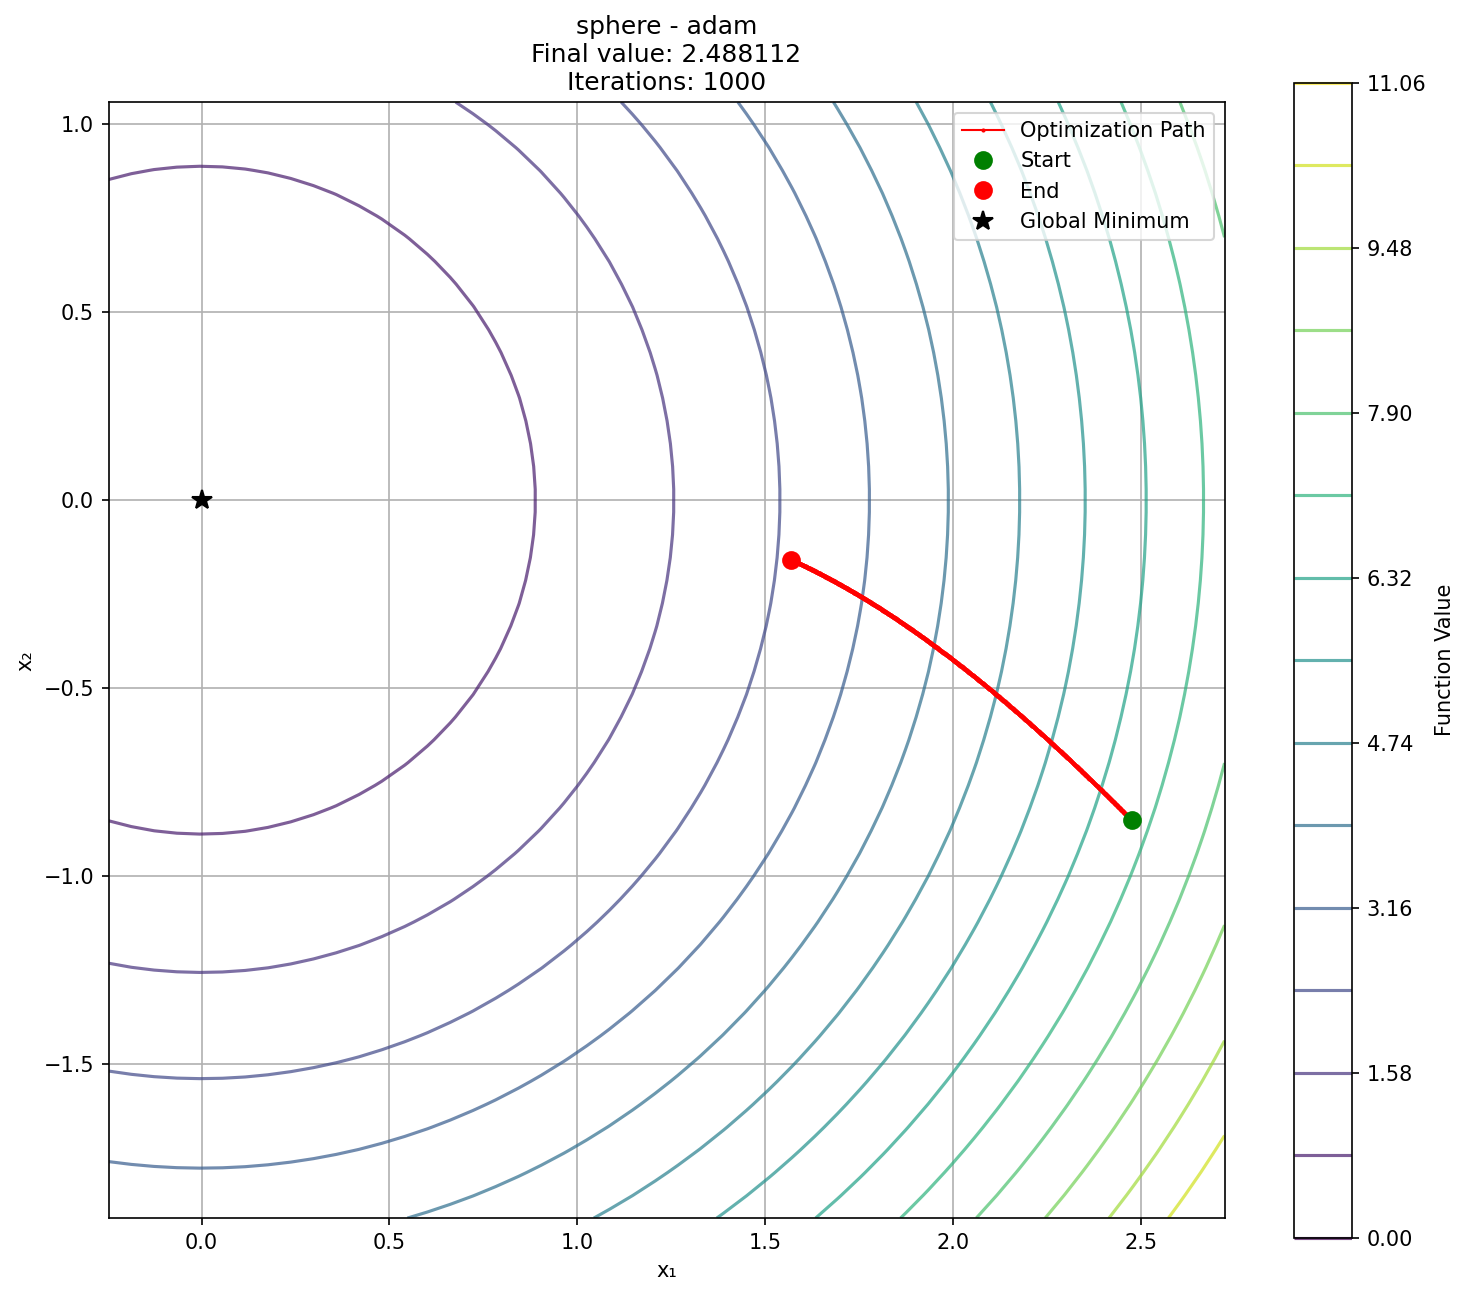 sphere - adam
Final value: 2.488112
Iterations: 1000
Optimization Path
Start
End
Global Minimum
1.0
0.5
0.0
−0.5
−1.0
−1.5
x₂
0.0
0.5
1.0
1.5
2.0
2.5
x₁
11.06
9.48
7.90
6.32
4.74
3.16
1.58
0.00
Function Value